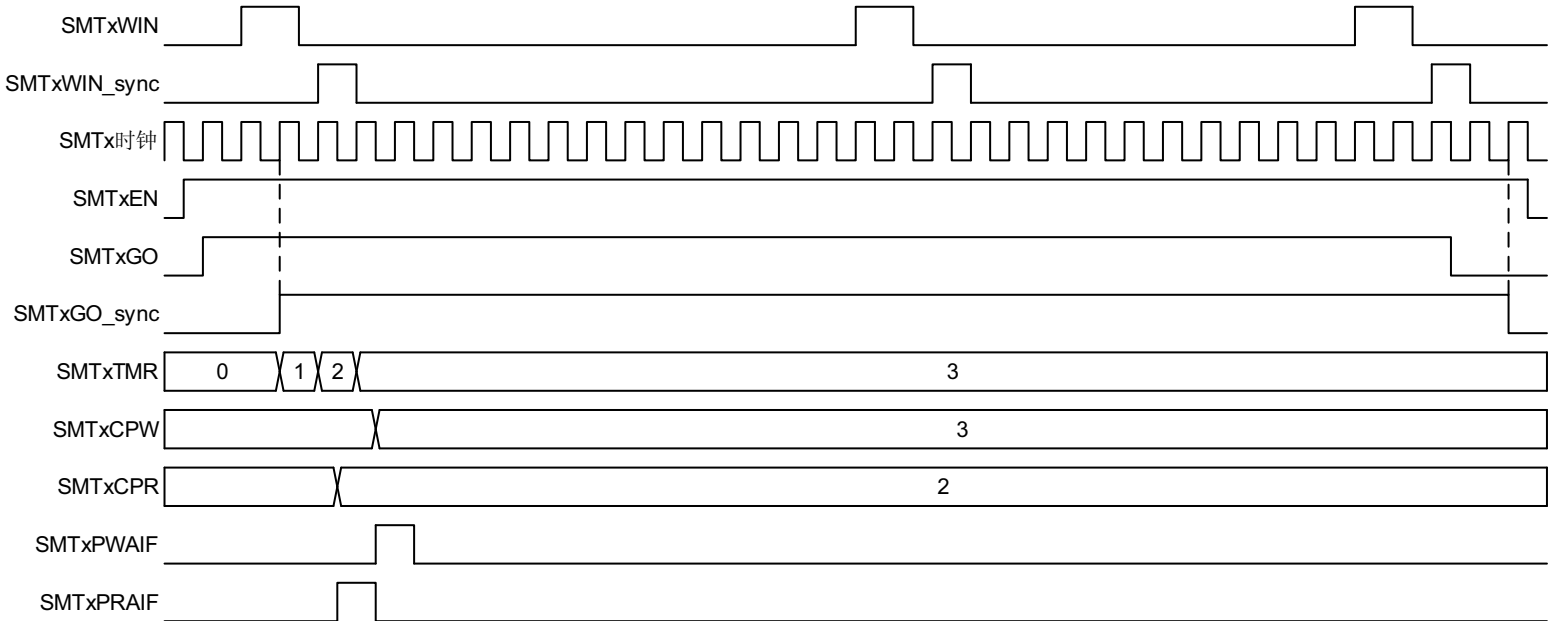 SMTxWIN
SMTxWIN_sync
SMTx时钟
SMTxEN
SMTxGO
SMTxGO_sync
SMTxTMR 0 1 2 3
SMTxCPW 3
SMTxCPR 2
SMTxPWAIF
SMTxPRAIF